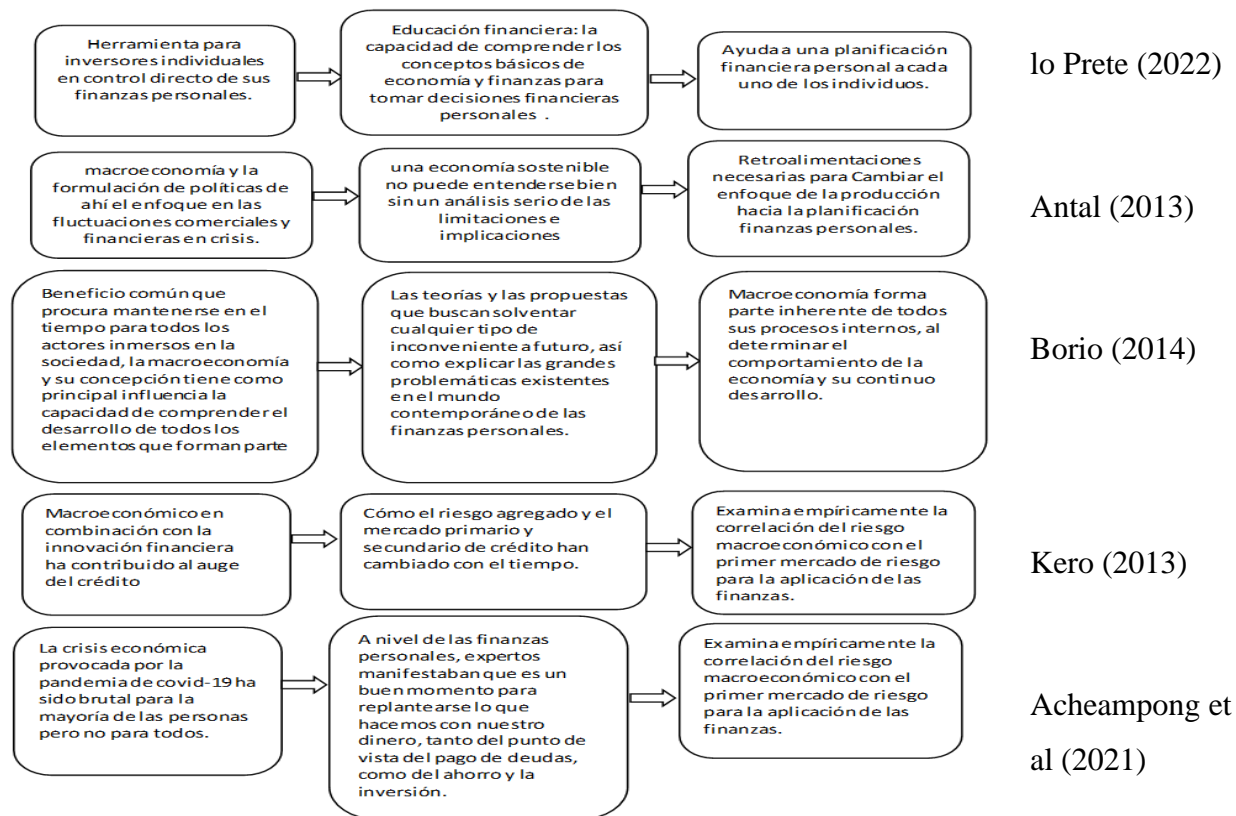 Herramienta para
inversores individuales
en control directo de sus
finanzas personales.
Educación financiera: la
capacidad de comprender los
conceptos básicos de
economía y finanzas para
tomar decisiones financieras
personales .
Ayuda a una planificación
financiera personal a cada
uno de los individuos.
lo Prete (2022)
macroeconomía y la
formulación de políticas de
ahí el enfoque en las
fluctuaciones comerciales y
financieras en crisis.
una economía sostenible
no puede entenderse bien
sin un análisis serio de las
limitaciones e
implicaciones
Retroalimentaciones
necesarias para Cambiar el
enfoque de la producción
hacia la planificación
finanzas personales.
Antal (2013)
Beneficio común que
procura mantenerse en el
tiempo para todos los
actores inmersos en la
sociedad, la macroeconomía
y su concepción tiene como
principal influencia la
capacidad de comprender el
desarrollo de todos los
elementos que forman parte
Las teorías y las propuestas
que buscan solventar
cualquier tipo de
inconveniente a futuro, así
como explicar las grandes
problemáticas existentes
en el mundo
contemporáneo de las
finanzas personales.
Macroeconomía forma
parte inherente de todos
sus procesos internos, al
determinar el
comportamiento de la
economía y su continuo
desarrollo.
Borio (2014)
Macroeconómico en
combinación con la
innovación financiera
ha contribuido al auge
del crédito
Cómo el riesgo agregado y el
mercado primario y
secundario de crédito han
cambiado con el tiempo.
Examina empíricamente la
correlación del riesgo
macroeconómico con el
primer mercado de riesgo
para la aplicación de las
finanzas.
Kero (2013)
La crisis económica
provocada por la
pandemia de covid-19 ha
sido brutal para la
mayoría de las personas
pero no para todos.
A nivel de las finanzas
personales, expertos
manifestaban que es un
buen momento para
replantearse lo que
hacemos con nuestro
dinero, tanto del punto de
vista del pago de deudas,
como del ahorro y la
inversión.
Examina empíricamente la
correlación del riesgo
macroeconómico con el
primer mercado de riesgo
para la aplicación de las
finanzas.
Acheampong et
al (2021)